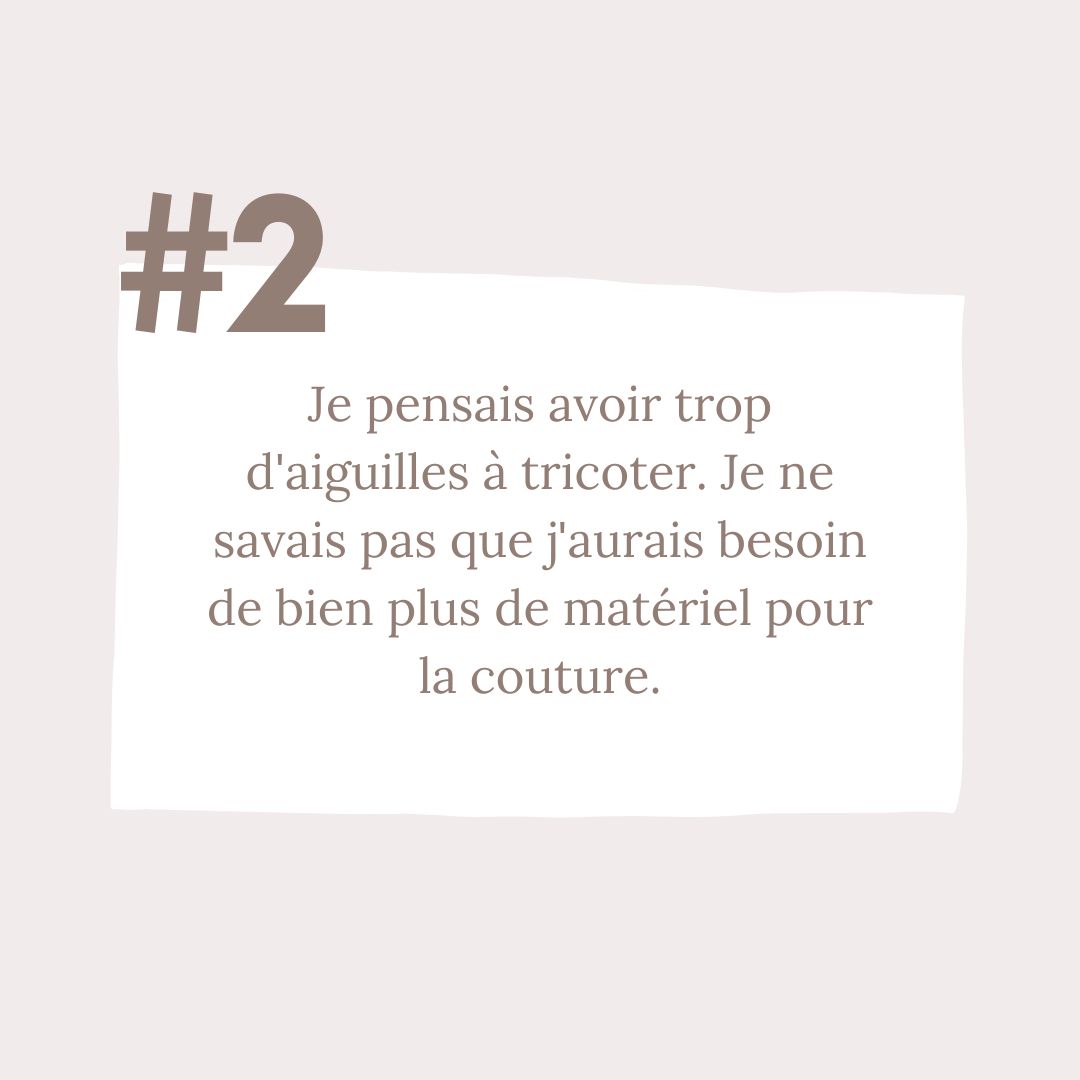 #2
Je pensais avoir trop
d'aiguilles à tricoter. Je ne
savais pas que j'aurais besoin
de bien plus de matériel pour
la couture.